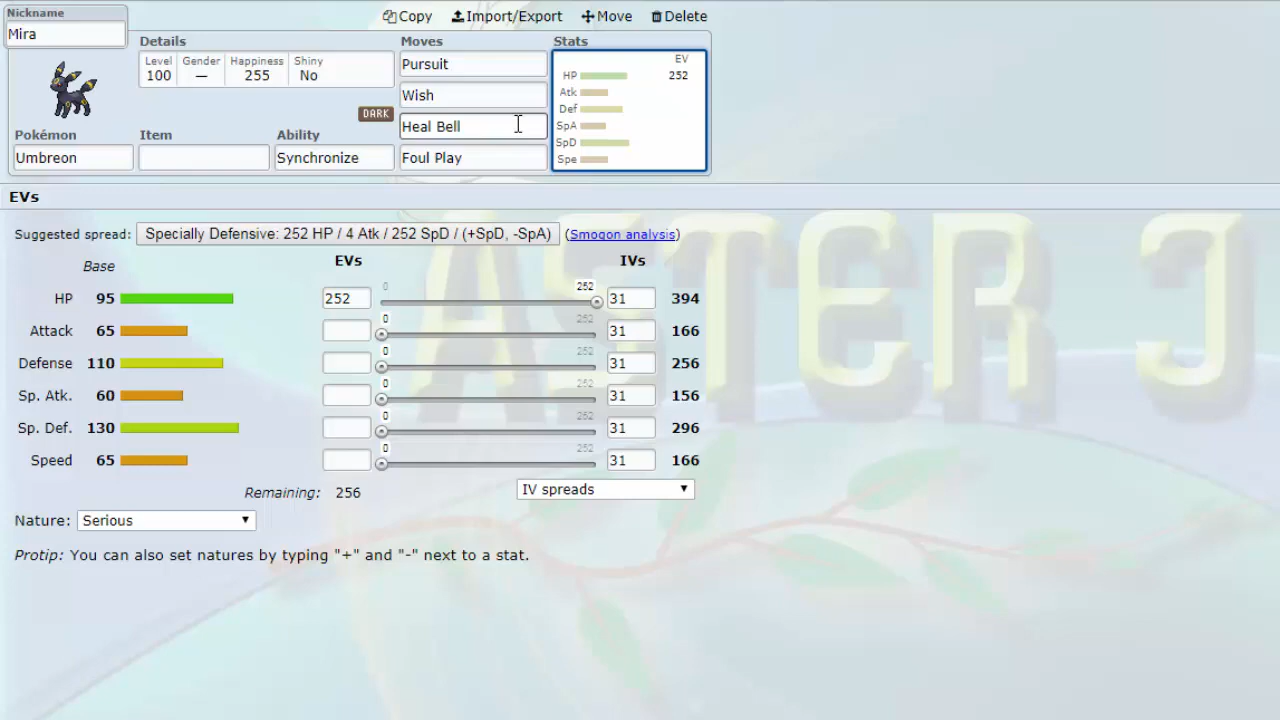 Nickname
Mira
Copy Import/Export Move Delete
Details
Level Gender Happiness Shiny
100 — 255 No
DARK
Pokémon Item Ability
Umbreon Synchronize
Moves
Pursuit
Wish
Heal Bell
Foul Play
Stats
EV
HP 252
Atk
Def
SpA
SpD
Spe
EVs
Suggested spread: Specially Defensive: 252 HP / 4 Atk / 252 SpD / (+SpD, -SpA) (Smogon analysis)
Base EVs IVs
HP 95 252 0 252 31 394
Attack 65 0 252 31 166
Defense 110 0 252 31 256
Sp. Atk. 60 0 252 31 156
Sp. Def. 130 0 252 31 296
Speed 65 0 252 31 166
Remaining: 256 IV spreads
Nature: Serious
Protip: You can also set natures by typing "+" and "-" next to a stat.
ASTER J